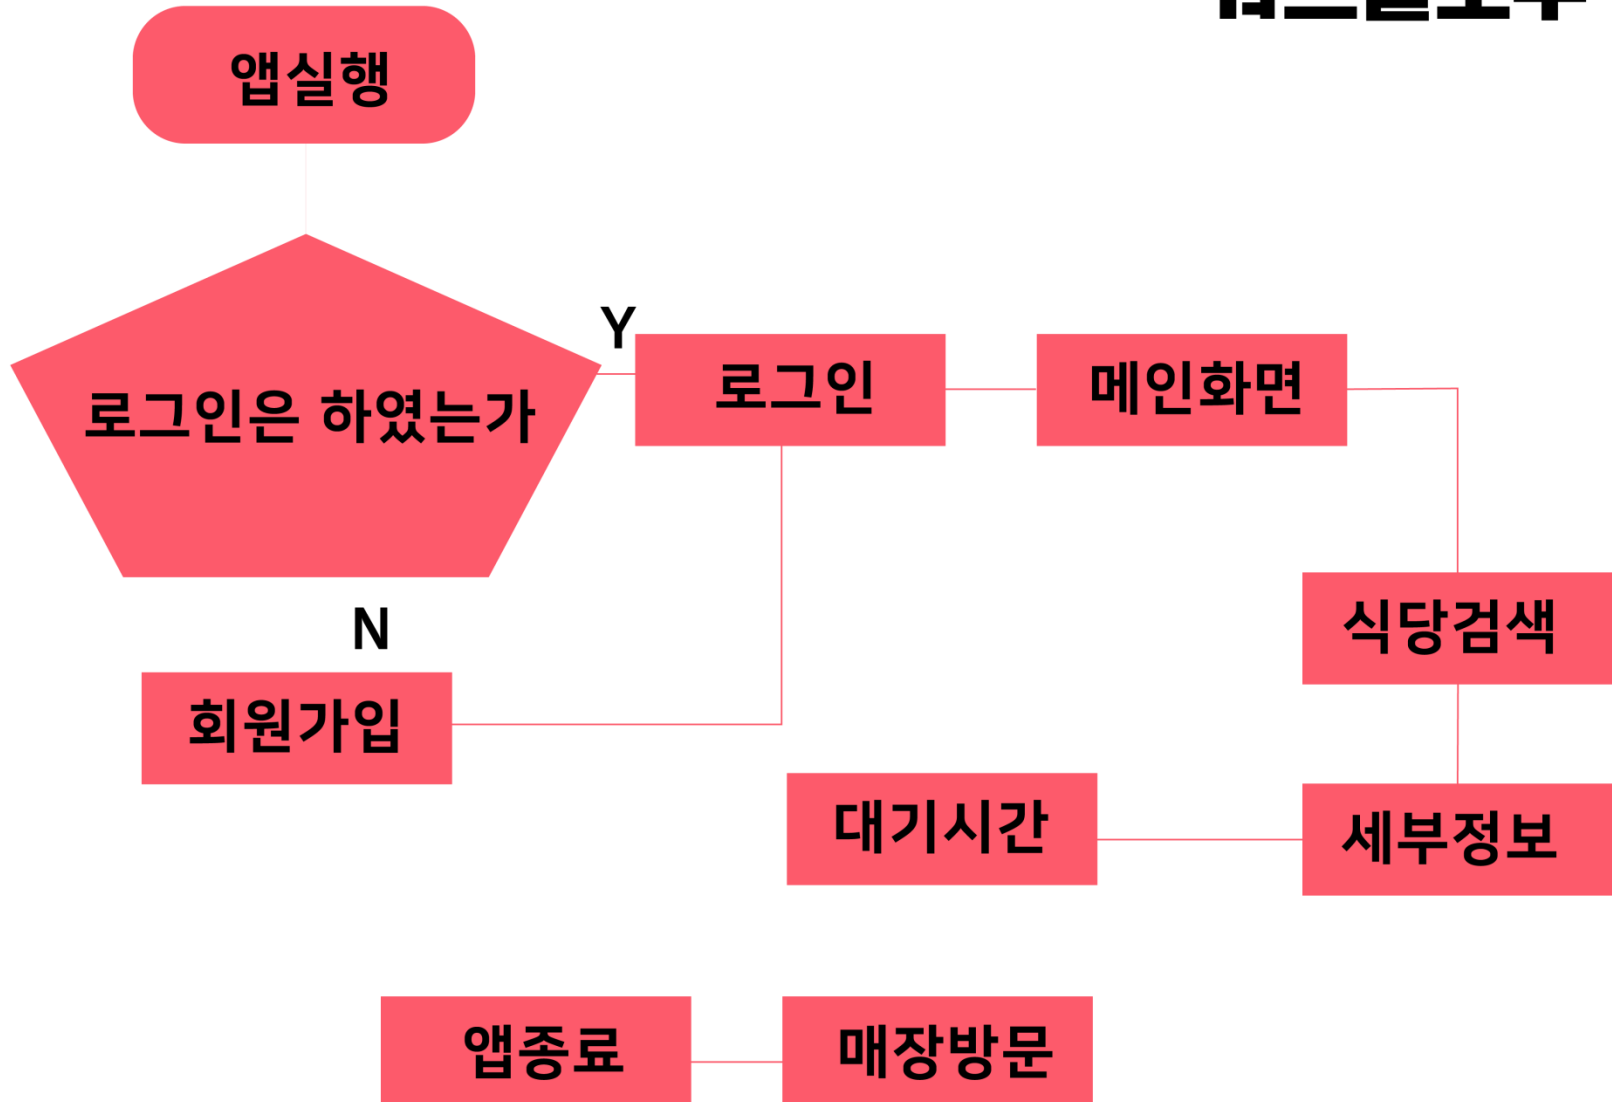 앱실행
로그인은 하였는가
Y
로그인
메인화면
N
회원가입
식당검색
세부정보
대기시간
매장방문
앱종료